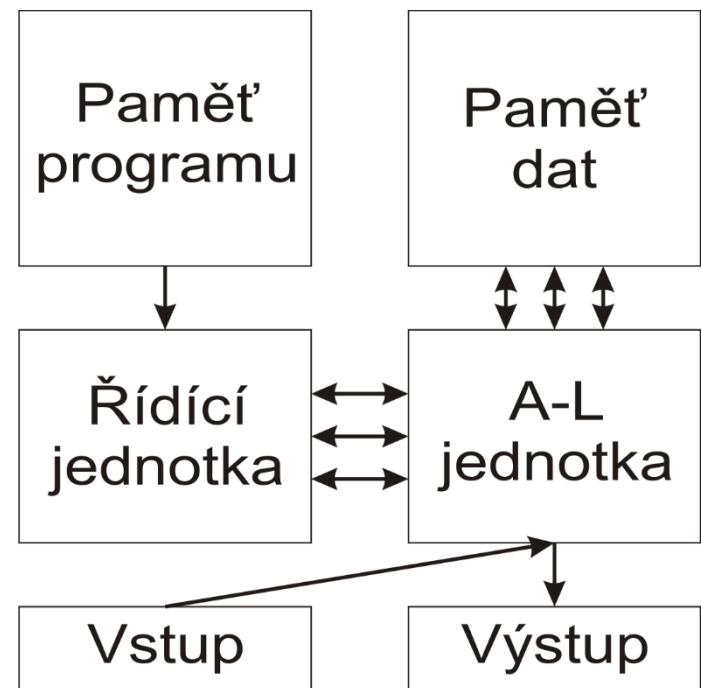 Paměť
programu
Paměť
dat
Řídící
jednotka
A-L
jednotka
Vstup
Výstup